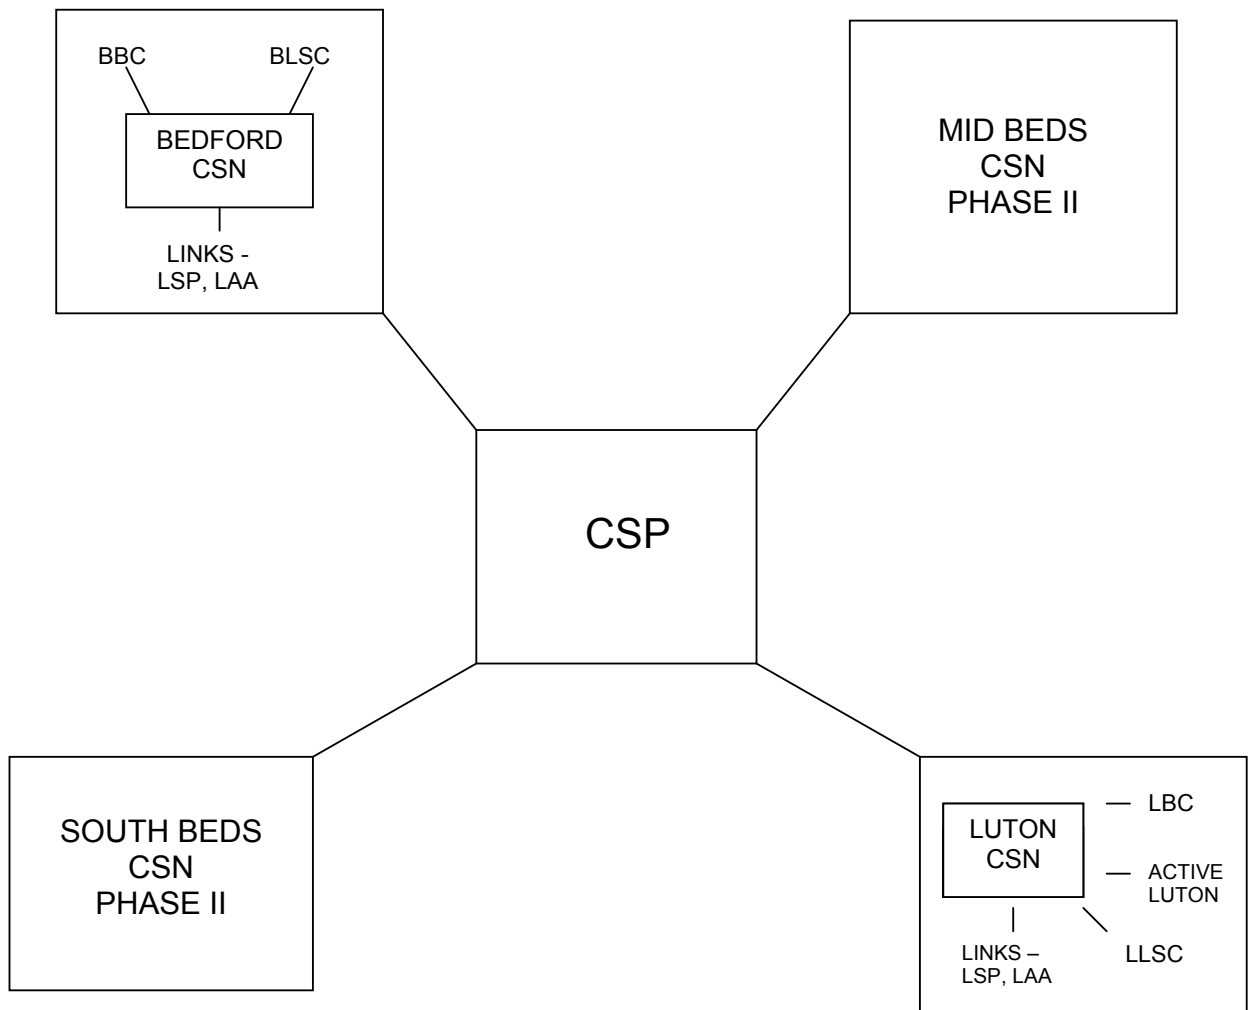 BBC
BLSC
BEDFORD
CSN
LINKS -
LSP, LAA
MID BEDS
CSN
PHASE II
CSP
SOUTH BEDS
CSN
PHASE II
LUTON
CSN
LBC
ACTIVE
LUTON
LINKS –
LSP, LAA
LLSC